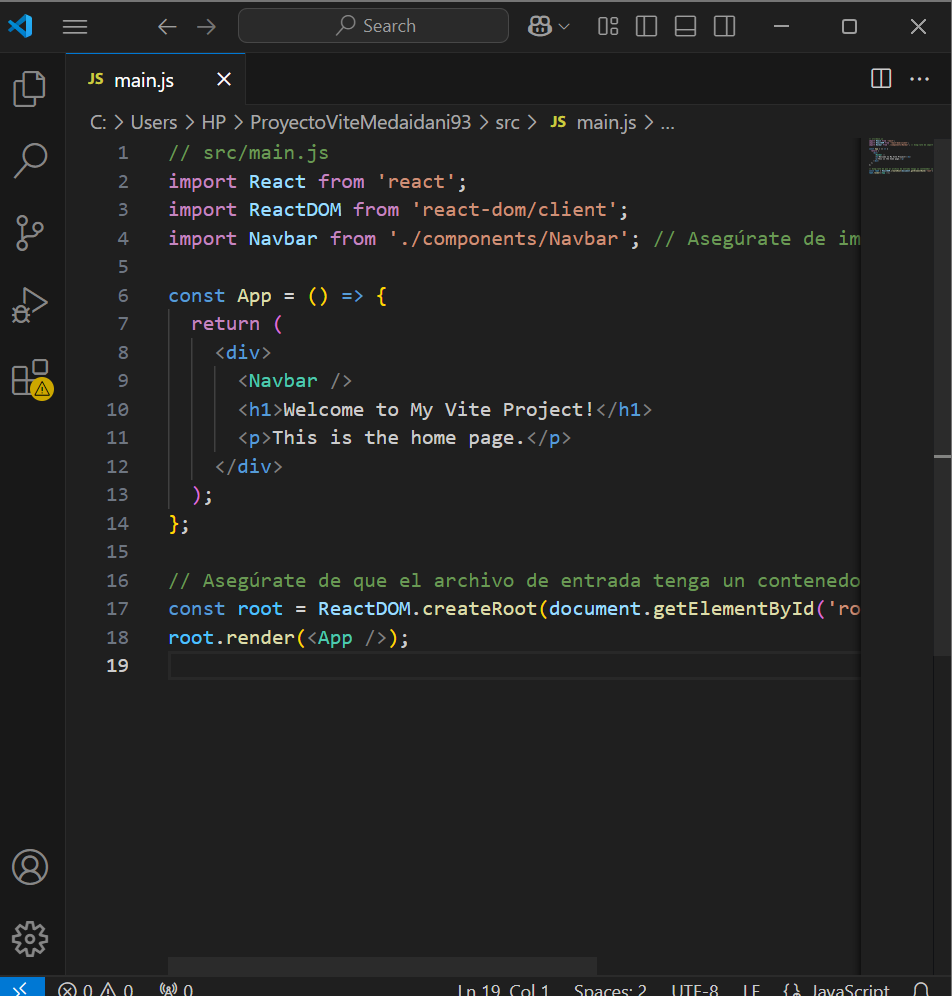 Search
JS main.js
C: > Users > HP > ProyectoViteMedaidani93 > src > JS main.js > ...
1 // src/main.js
2 import React from 'react';
3 import ReactDOM from 'react-dom/client';
4 import Navbar from './components/Navbar'; // Asegúrate de im
5
6 const App = () => {
7 return (
8 <div>
9 <Navbar />
10 <h1>Welcome to My Vite Project!</h1>
11 <p>This is the home page.</p>
12 </div>
13 );
14 };
15
16 // Asegúrate de que el archivo de entrada tenga un contenedo
17 const root = ReactDOM.createRoot(document.getElementById('ro
18 root.render(<App />);
19
0 0 0 Ln 19, Col 1 Spaces: 2 UTF-8 LF {} JavaScript